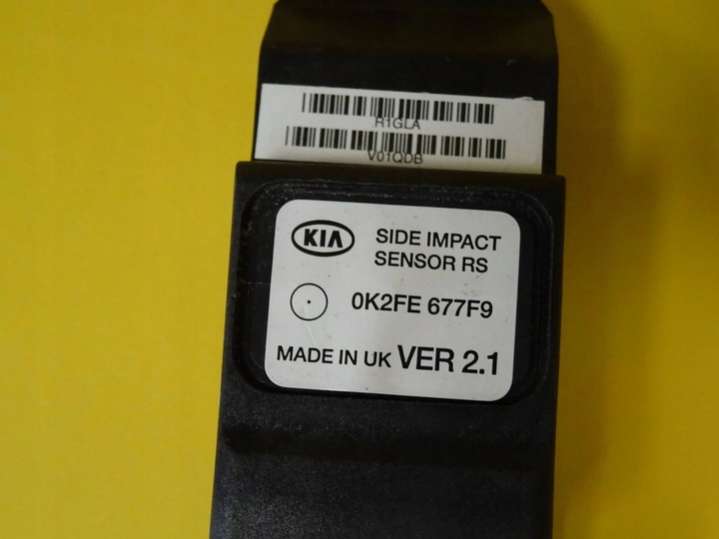 R1GLA
V01QDB
KIA
SIDE IMPACT
SENSOR RS
0K2FE 677F9
MADE IN UK VER 2.1